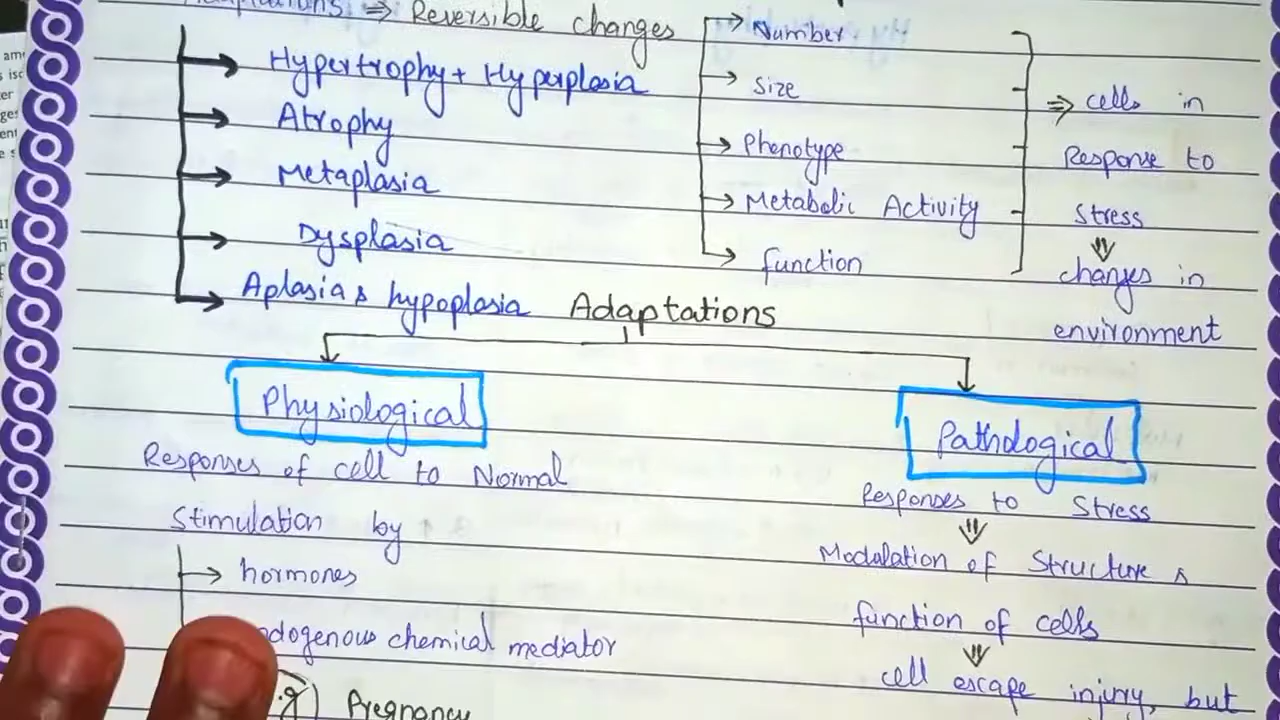 Adaptations ⇒ Reversible changes
→ Hypertrophy + Hyperplasia
→ Atrophy
→ Metaplasia
→ Dysplasia
→ Aplasia & hypoplasia
→ Number
→ Size
→ Phenotype
→ Metabolic Activity
→ function
⇒ cells in
Response to
Stress
changes in
environment
Adaptations
Physiological
Responses of cell to Normal
Stimulation by
→ hormones
chemical mediator
Pregnancy
Pathological
Responses to Stress
Modulation of Structure &
function of cells
cell escape injury, but